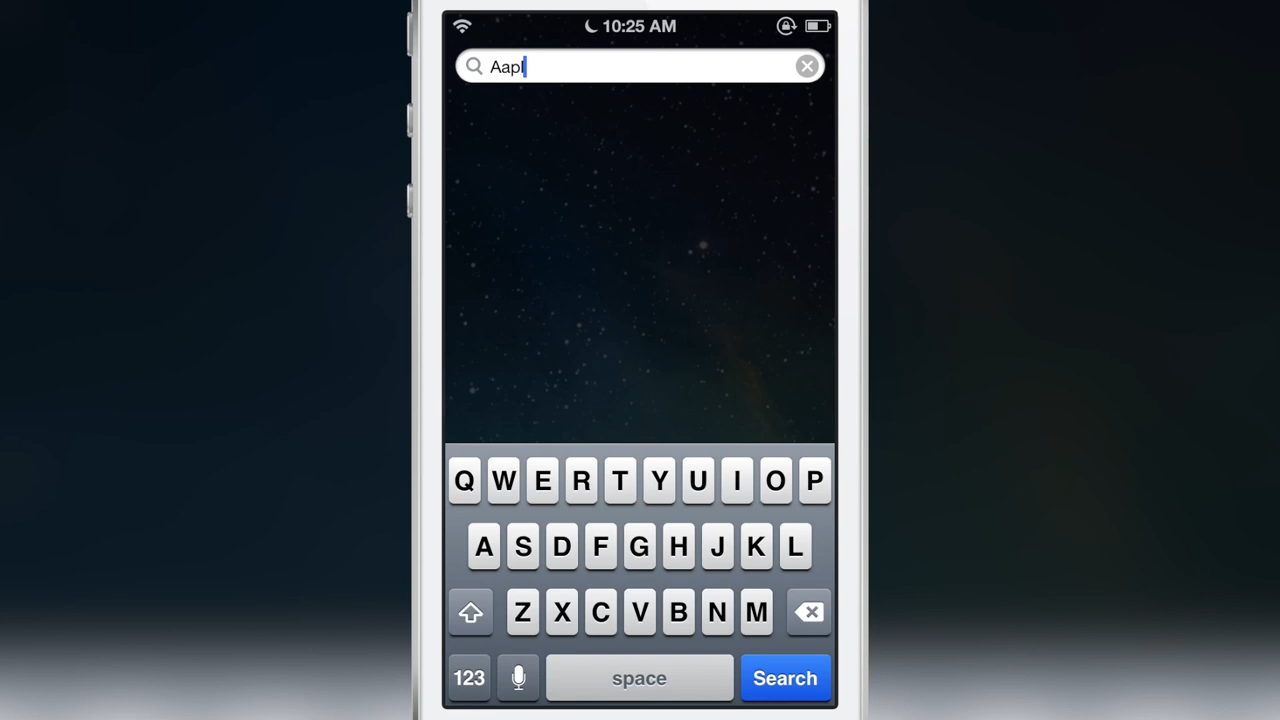 10:25 AM
Aapl
Q W E R T Y U I O P
A S D F G H J K L
Z X C V B N M
123 space Search